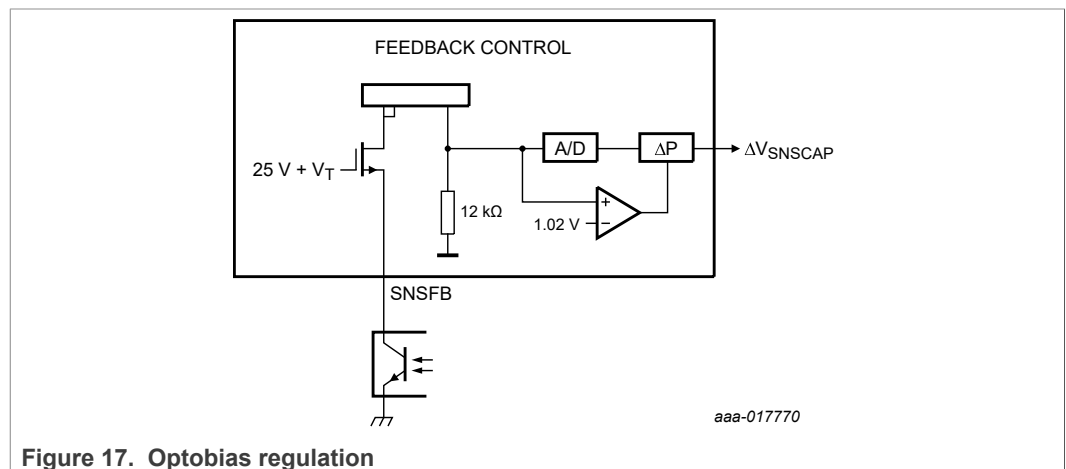 FEEDBACK CONTROL
25 V + V_T
A/D
ΔP
ΔV_SNSCAP
12 kΩ
1.02 V
+
−
SNSFB
aaa-017770
Figure 17. Optobias regulation